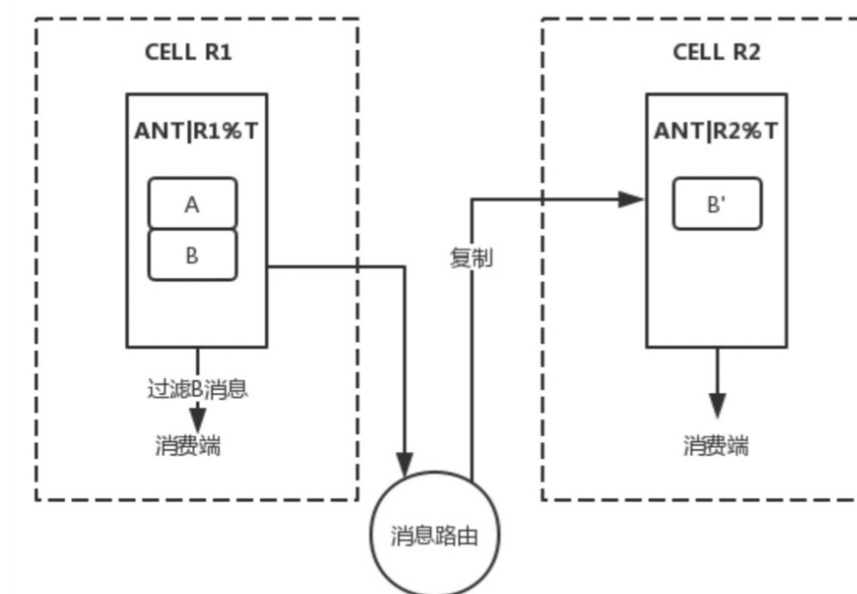 CELL R1
ANT|R1%T
A
B
过滤B消息
消费端
消息路由
复制
CELL R2
ANT|R2%T
B'
消费端